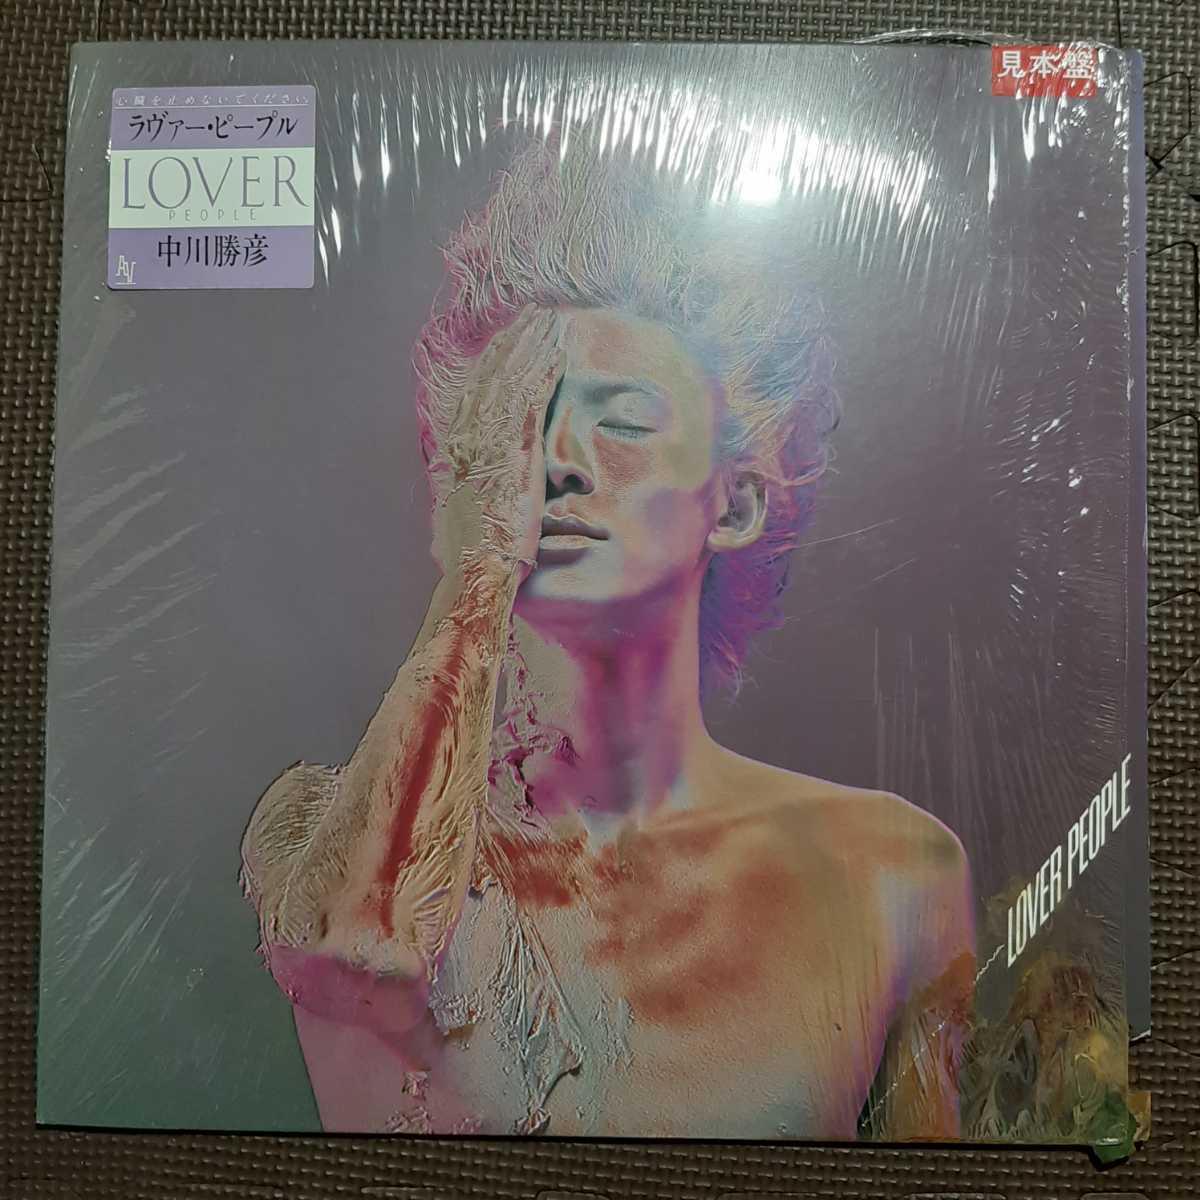 見本盤
心臓を止めないでください。
ラヴァー・ピープル
LOVER
PEOPLE
中川勝彦
AV
LOVER PEOPLE